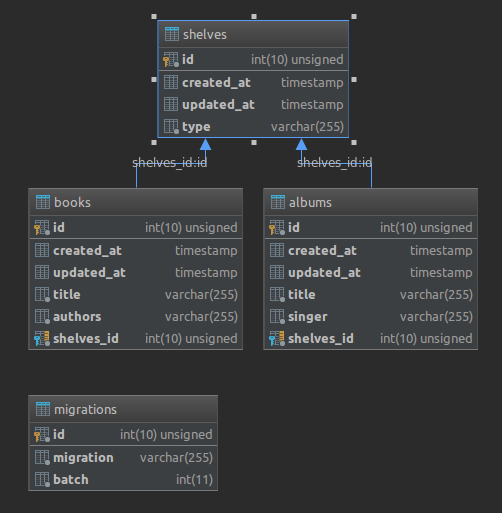 shelves
id int(10) unsigned
created_at timestamp
updated_at timestamp
type varchar(255)
shelves_id:id shelves_id:id
books
id int(10) unsigned
created_at timestamp
updated_at timestamp
title varchar(255)
authors varchar(255)
shelves_id int(10) unsigned
albums
id int(10) unsigned
created_at timestamp
updated_at timestamp
title varchar(255)
singer varchar(255)
shelves_id int(10) unsigned
migrations
id int(10) unsigned
migration varchar(255)
batch int(11)